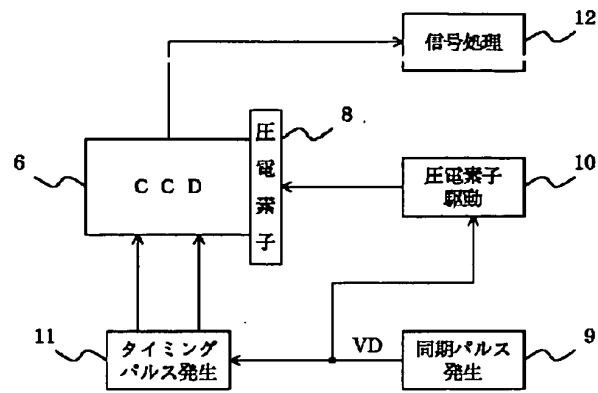 12
信号処理
8
圧電素子
6
CCD
10
圧電素子
駆動
11
タイミング
パルス発生
VD
同期パルス
発生
9